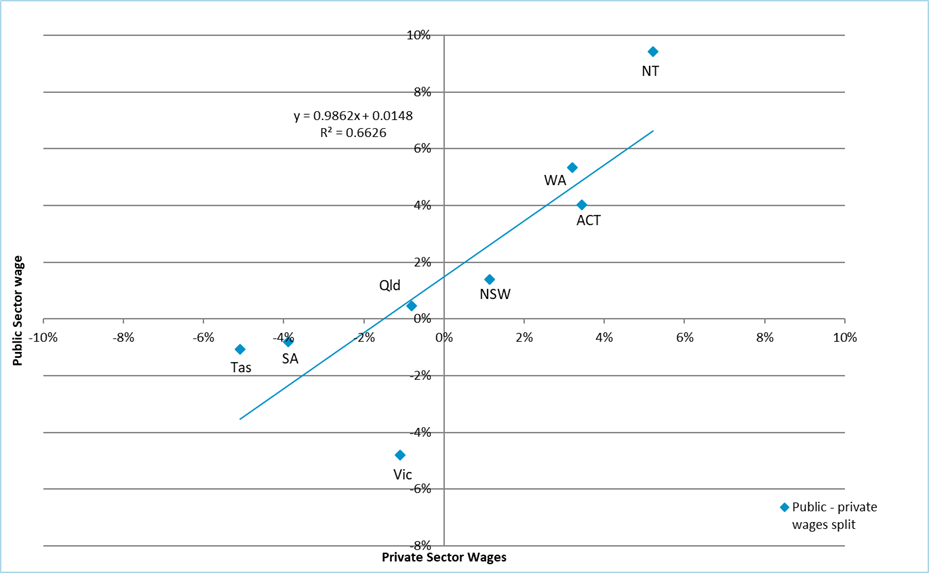 10%
8%
y = 0.9862x + 0.0148
R² = 0.6626
6%
4%
2%
0%
-2%
-4%
-6%
-8%
-10%
-8%
-6%
-4%
-2%
0%
2%
4%
6%
8%
10%
NT
WA
ACT
Qld
NSW
SA
Tas
Vic
Public Sector wage
Private Sector Wages
Public - private
wages split